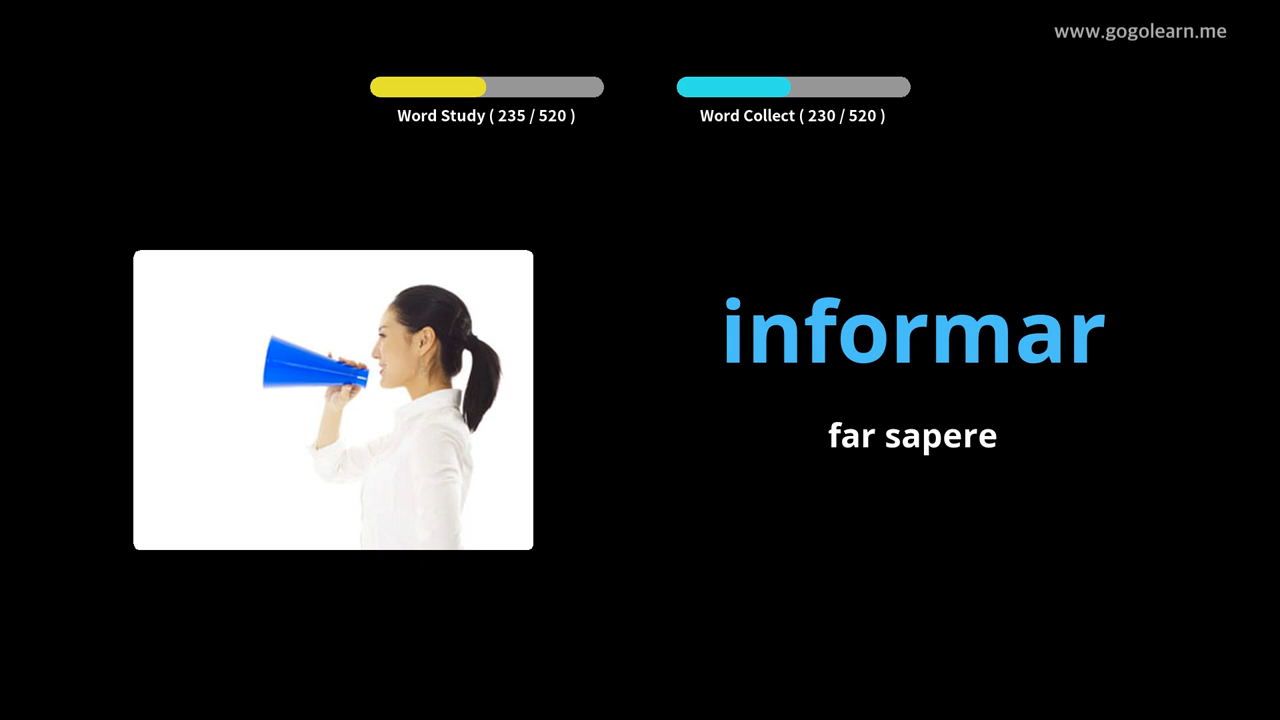 www.gogolearn.me
Word Study ( 235 / 520 )
Word Collect ( 230 / 520 )
informar
far sapere